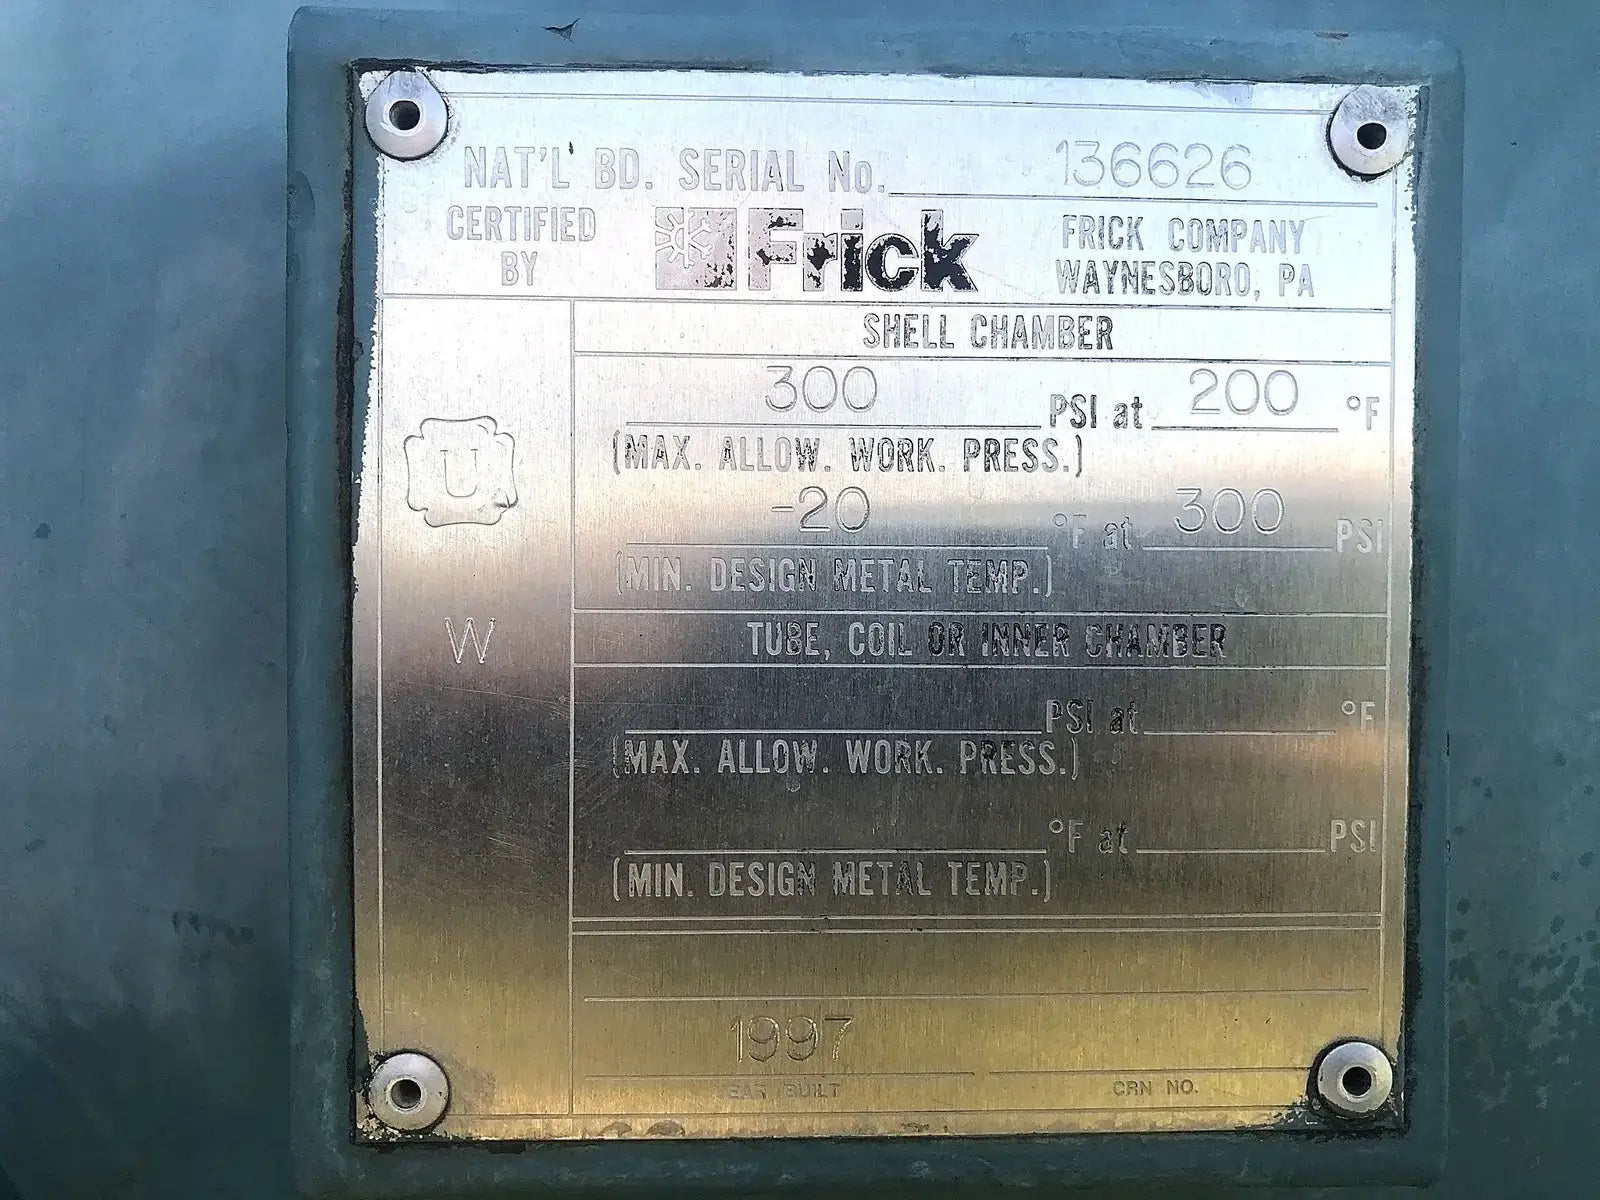 NAT'L BD. SERIAL No. 136626
CERTIFIED BY
Frick
FRICK COMPANY
WAYNESBORO, PA
SHELL CHAMBER
300 PSI at 200 °F
(MAX. ALLOW. WORK. PRESS.)
U
-20 °F at 300 PSI
(MIN. DESIGN METAL TEMP.)
W
TUBE, COIL OR INNER CHAMBER
PSI at °F
(MAX. ALLOW. WORK. PRESS.)
°F at PSI
(MIN. DESIGN METAL TEMP.)
1997
YEAR BUILT
CRN NO.